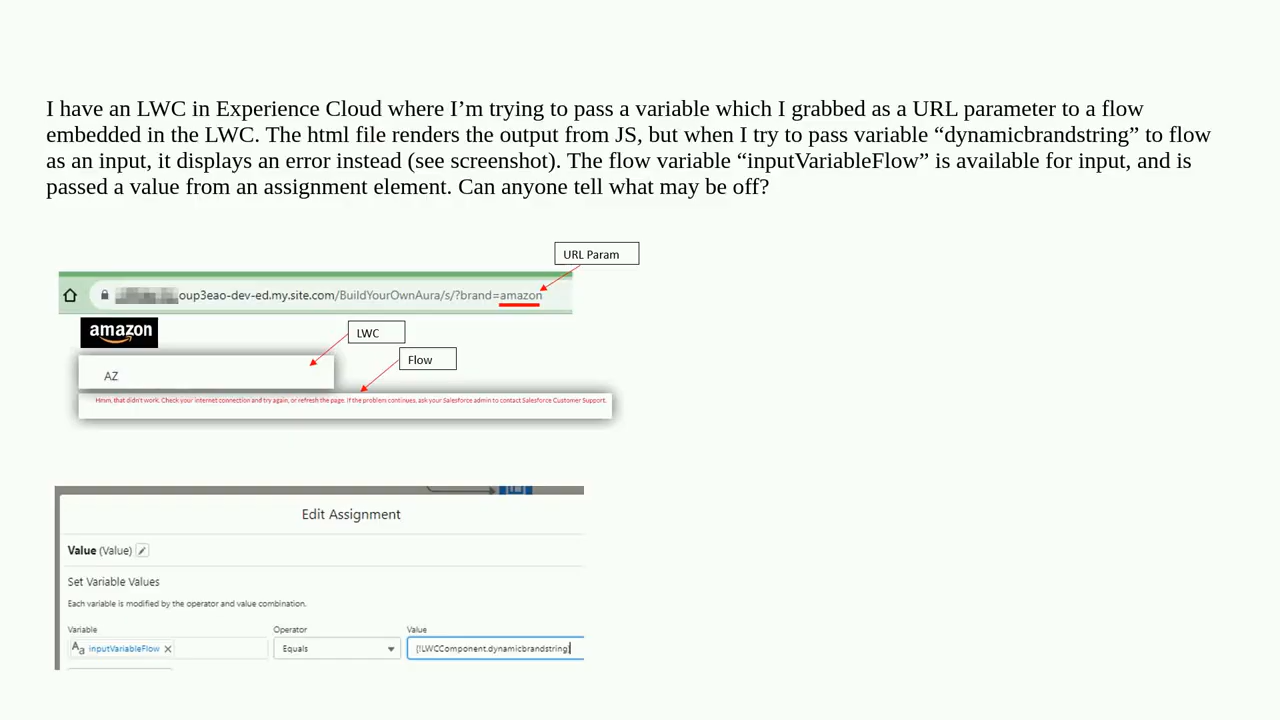 I have an LWC in Experience Cloud where I’m trying to pass a variable which I grabbed as a URL parameter to a flow
embedded in the LWC. The html file renders the output from JS, but when I try to pass variable “dynamicbrandstring” to flow
as an input, it displays an error instead (see screenshot). The flow variable “inputVariableFlow” is available for input, and is
passed a value from an assignment element. Can anyone tell what may be off?
URL Param
oup3eao-dev-ed.my.site.com/BuildYourOwnAura/s/?brand=amazon
amazon
LWC
Flow
AZ
Hmm, that didn't work. Check your internet connection and try again, or refresh the page. If the problem continues, ask your Salesforce admin to contact Salesforce Customer Support.
Edit Assignment
Value (Value)
Set Variable Values
Each variable is modified by the operator and value combination.
Variable Operator Value
Aa inputVariableFlow × Equals {!LWCComponent.dynamicbrandstring}